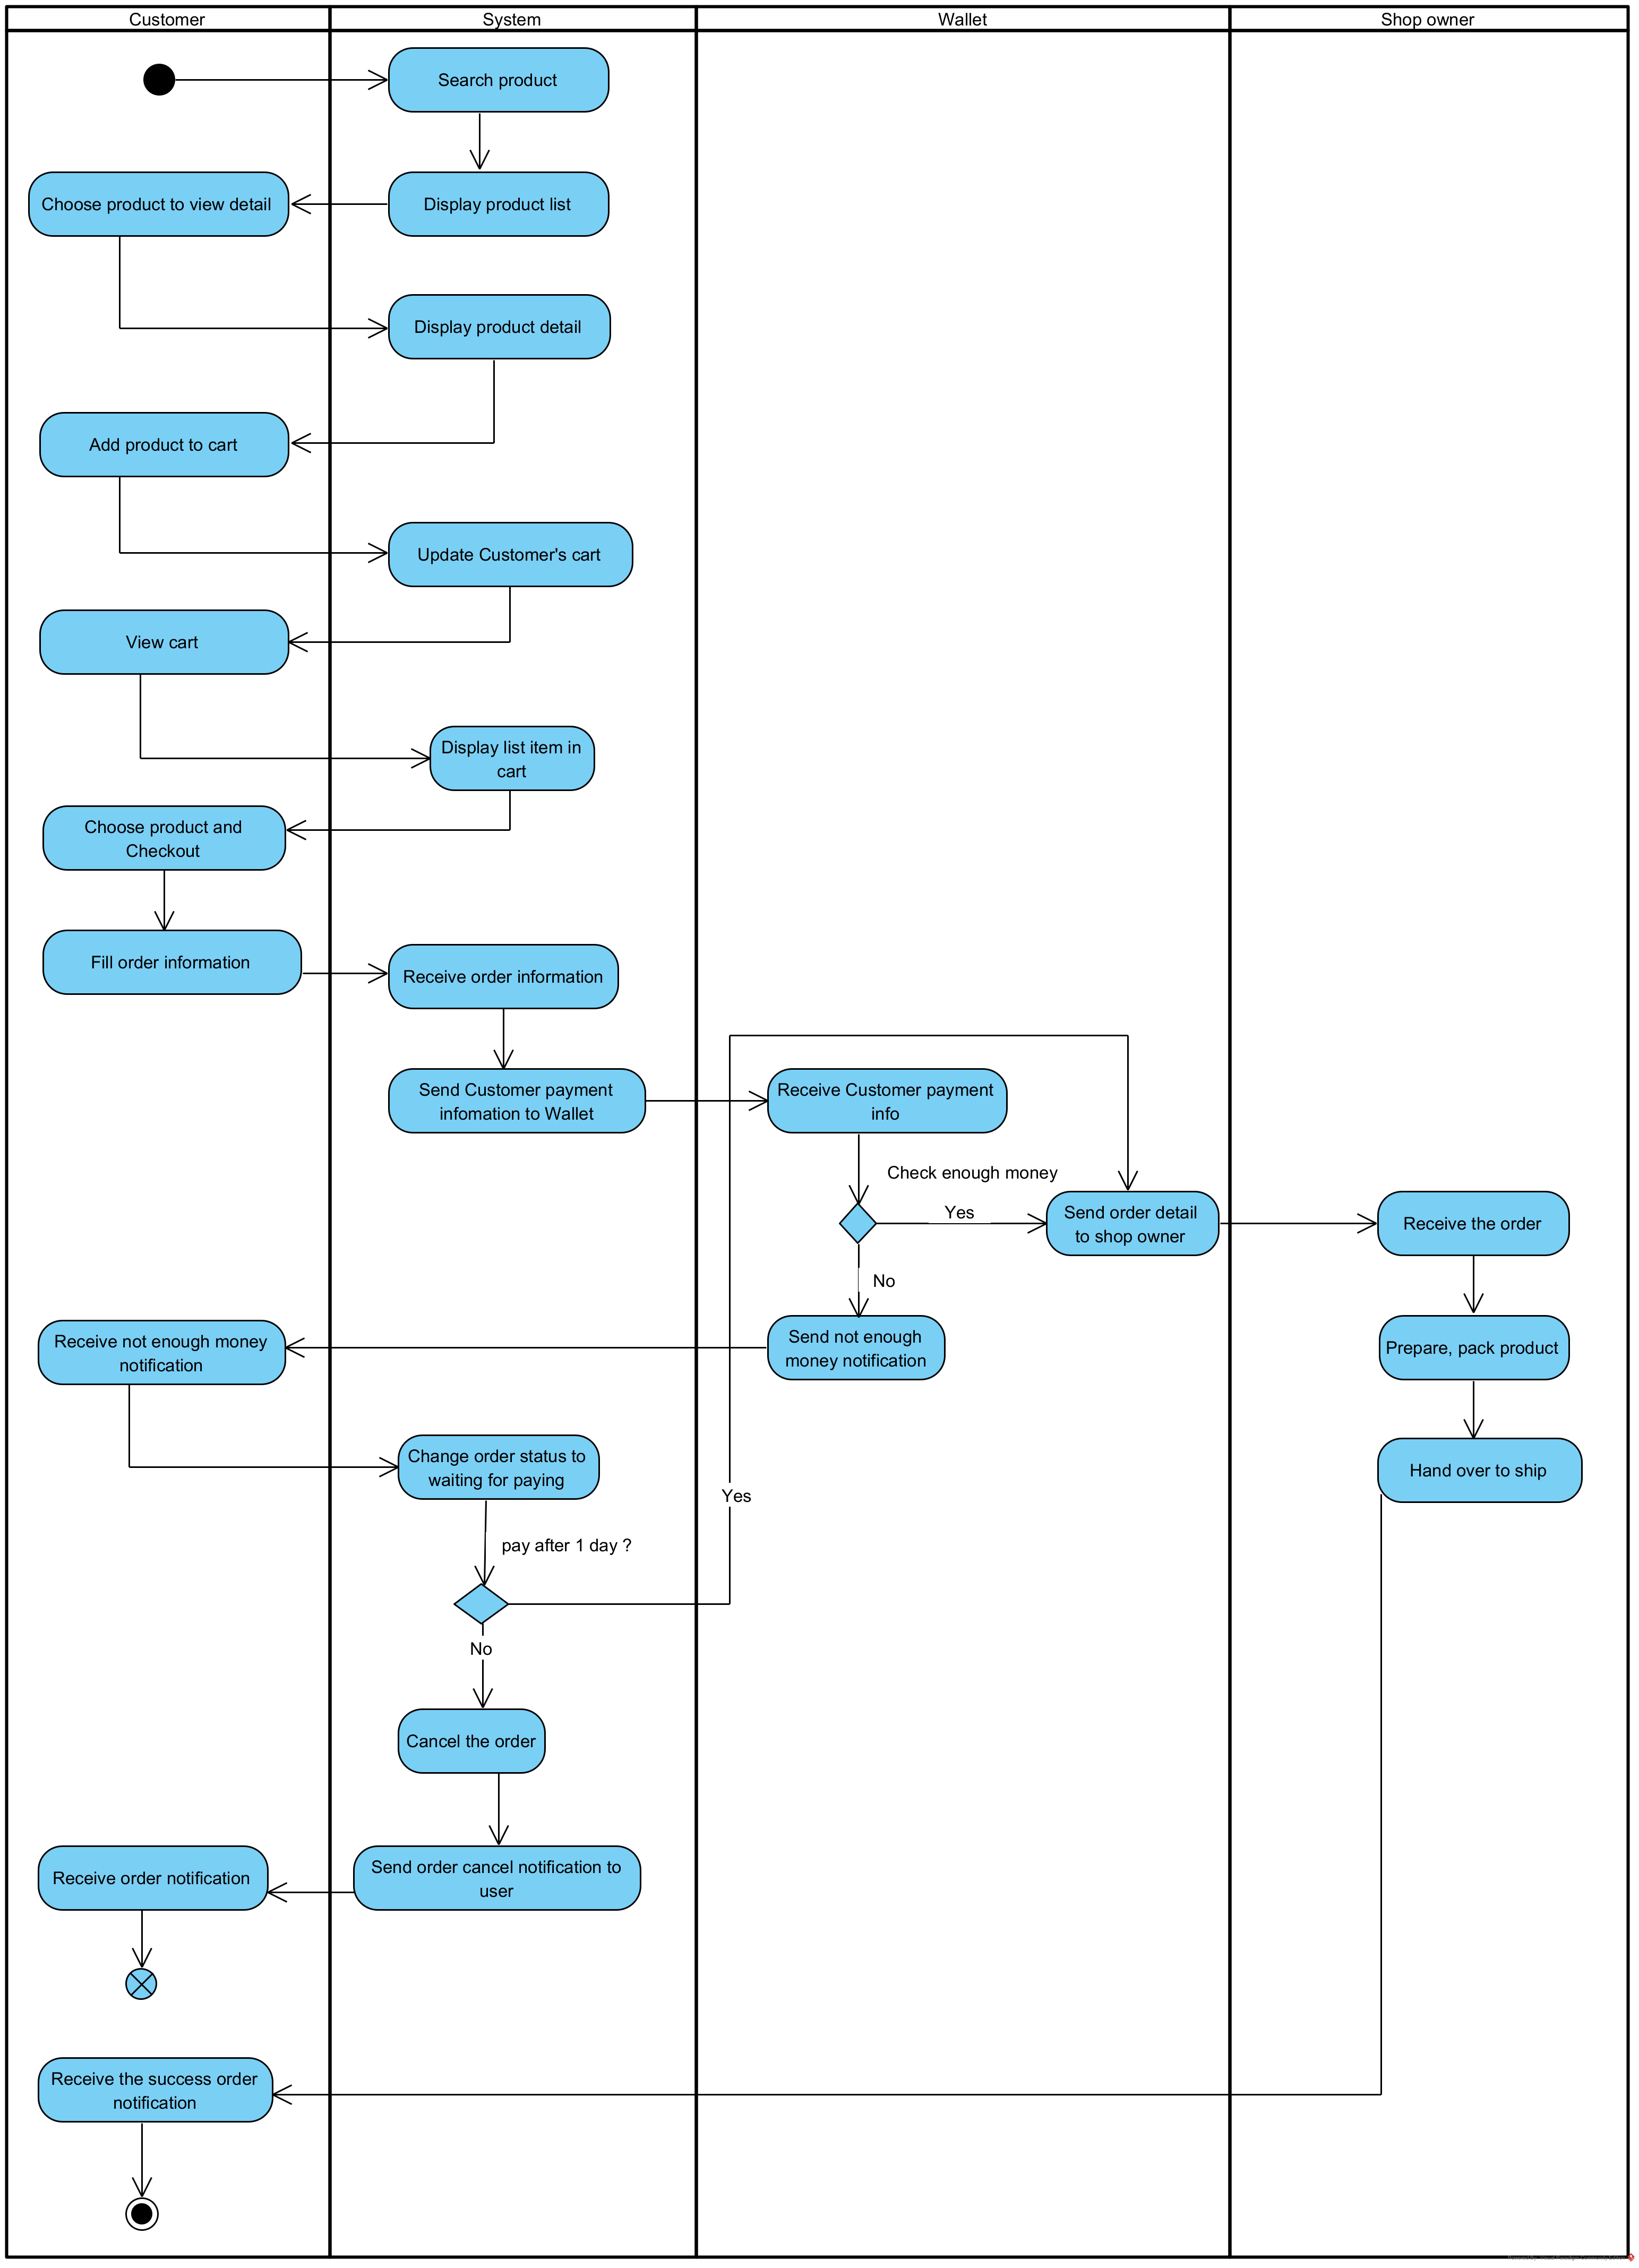 Customer
System
Wallet
Shop owner
Search product
Choose product to view detail
Display product list
Display product detail
Add product to cart
Update Customer's cart
View cart
Display list item in
cart
Choose product and
Checkout
Fill order information
Receive order information
Send Customer payment
infomation to Wallet
Receive Customer payment
info
Check enough money
Yes
Send order detail
to shop owner
Receive the order
No
Receive not enough money
notification
Send not enough
money notification
Prepare, pack product
Change order status to
waiting for paying
Hand over to ship
Yes
pay after 1 day ?
No
Cancel the order
Receive order notification
Send order cancel notification to
user
Receive the success order
notification